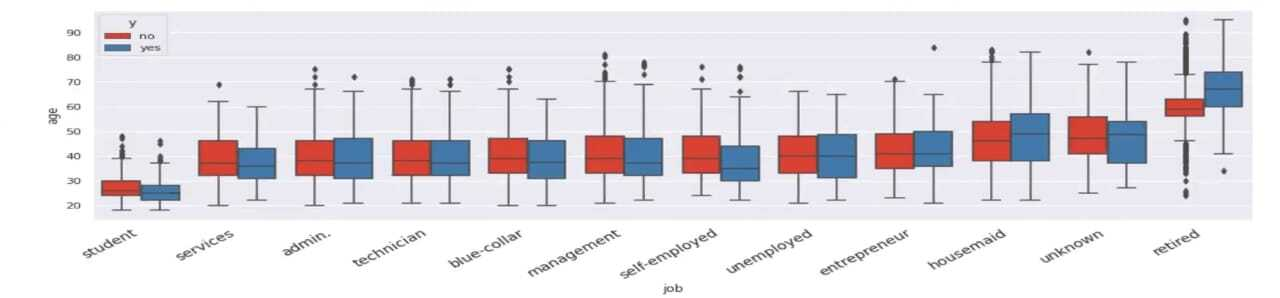 y
no
yes
90
80
70
60
50
40
30
20
age
student
services
admin.
technician
blue-collar
management
self-employed
unemployed
entrepreneur
housemaid
unknown
retired
job